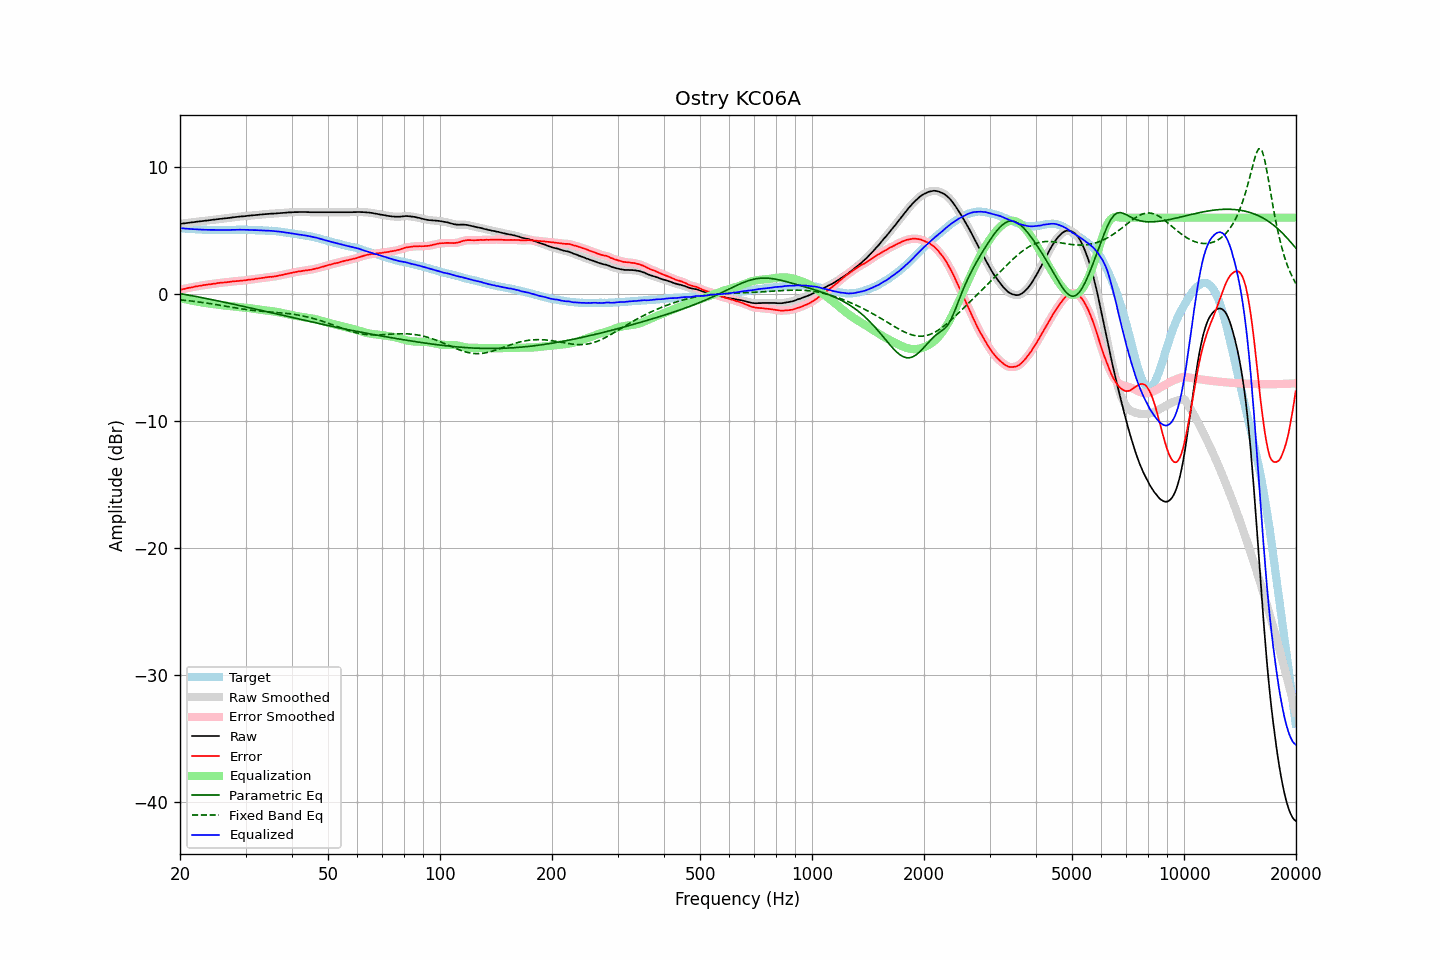 Ostry KC06A
Amplitude (dBr)
10
0
−10
−20
−30
−40
Target
Raw Smoothed
Error Smoothed
Raw
Error
Equalization
Parametric Eq
Fixed Band Eq
Equalized
20 50 100 200 500 1000 2000 5000 10000 20000
Frequency (Hz)